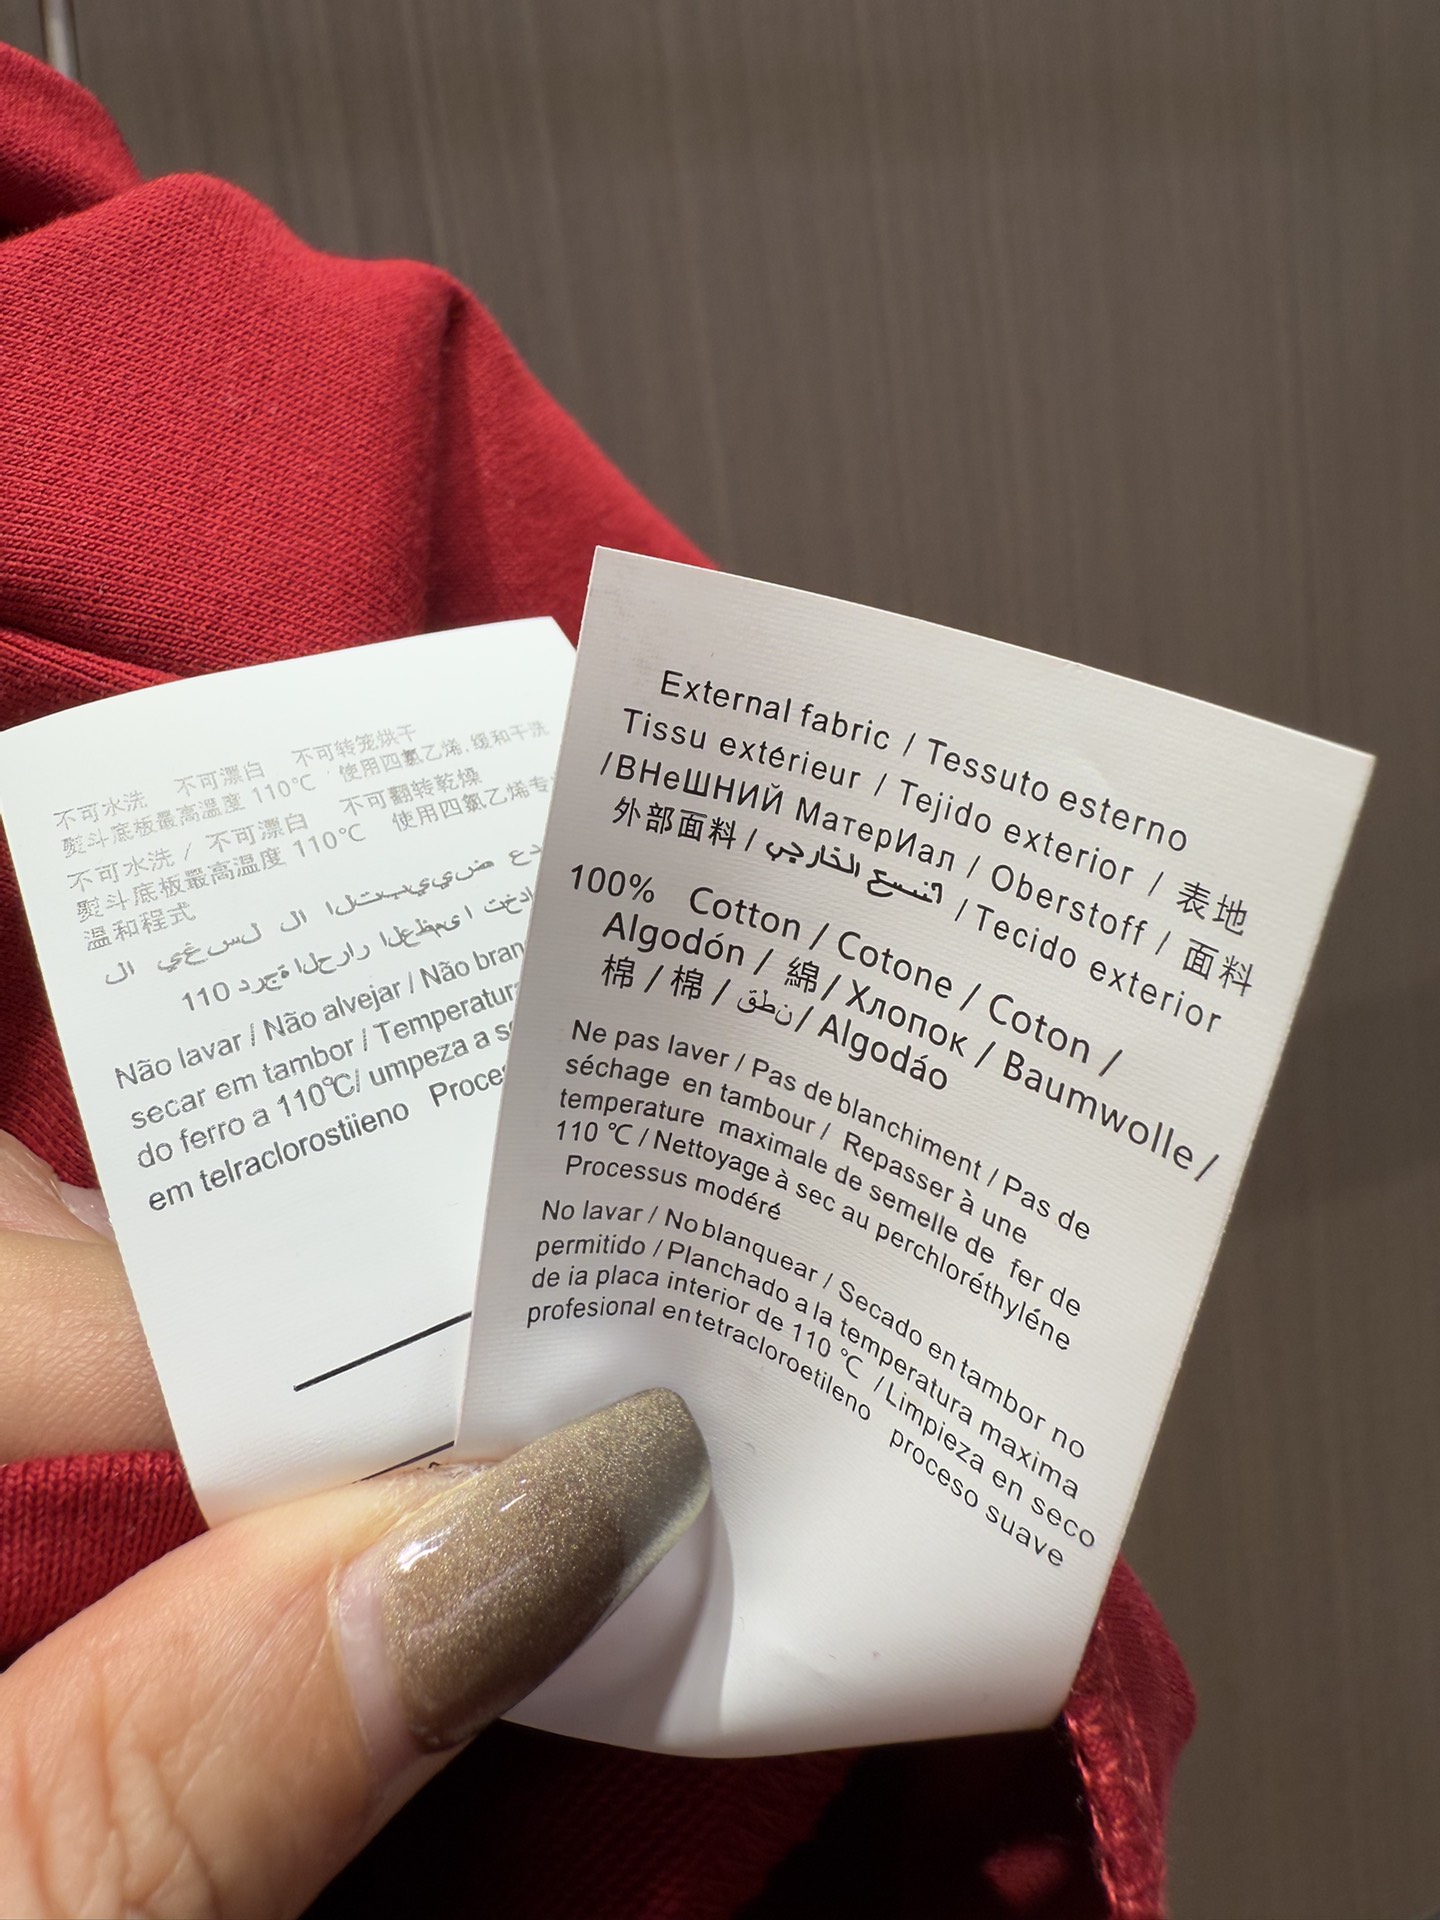 External fabric / Tessuto esterno
Tissu extérieur / Tejido exterior / 表地
/ВНеШНИЙ МатерИал / Oberstoff / 面料
外部面料 / الخارجي / Tecido exterior
100% Cotton / Cotone / Coton /
Algodón / 綿/ Хлопок / Baumwolle /
棉 / 棉 / قطن/ Algodáo
Ne pas laver / Pas de blanchiment / Pas de
séchage en tambour / Repasser à une
temperature maximale de semelle de fer de
110 ℃ / Nettoyage à sec au perchloréthyléne
Processus modéré
No lavar / No blanquear / Secado en tambor no
permitido / Planchado a la temperatura maxima
de ia placa interior de 110 ℃ /Limpieza en seco
profesional en tetracloroetileno proceso suave
不可水洗 不可漂白 不可转笼烘干
熨斗底板最高温度 110℃ 使用四氯乙烯,缓和干洗
不可水洗 / 不可漂白 不可翻转乾燥
熨斗底板最高温度 110℃ 使用四氯乙烯专
温和程式
110
Não lavar / Não alvejar / Não
secar em tambor / Temperatura
do ferro a 110℃/ umpeza a
em telraclorostiieno